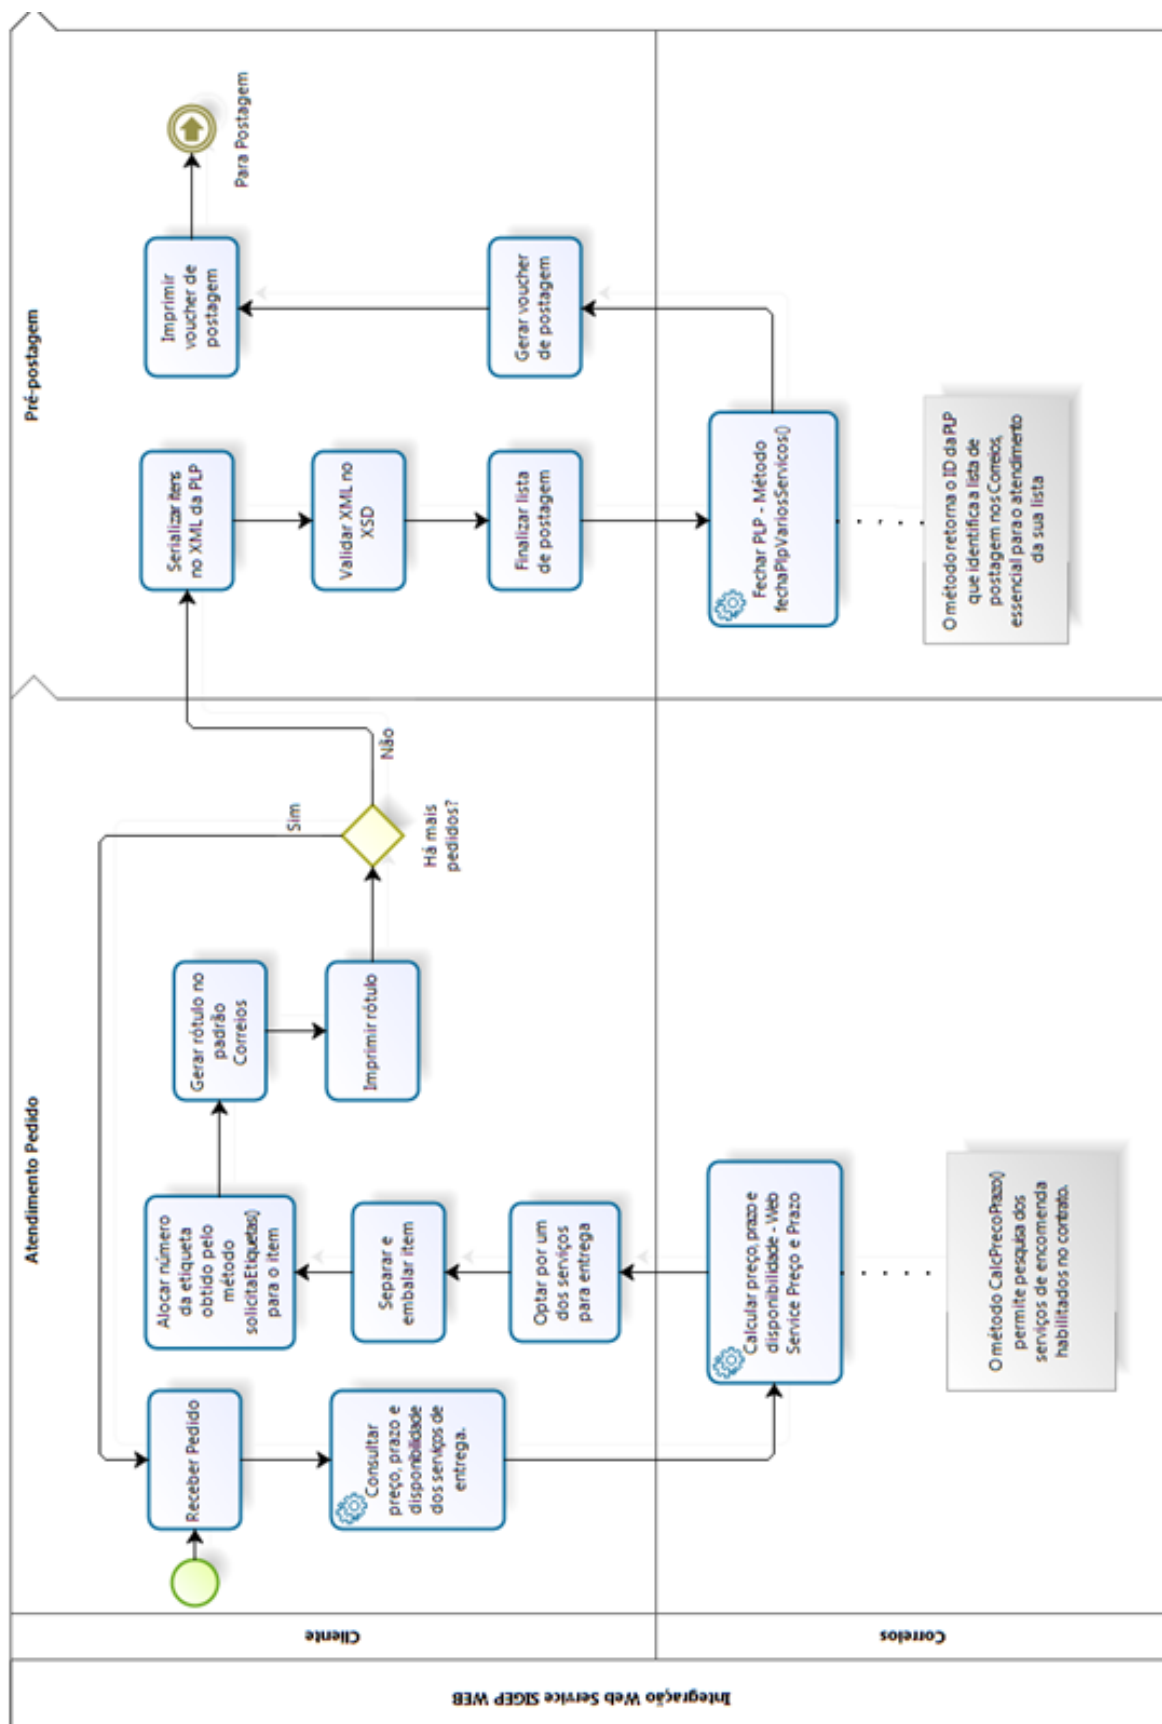 Integração Web Service SIGEP WEB
Cliente
Correios
Atendimento Pedido
Pré-postagem
Receber Pedido
Consultar
preço, prazo e
disponibilidade
dos serviços de
entrega.
Calcular preço, prazo e
disponibilidade - Web
Service Preço e Prazo
O método CalcPrecoPrazo()
permite pesquisa dos
serviços de encomenda
habilitados no contrato.
Optar por um
dos serviços
para entrega
Separar e
embalar item
Alocar número
da etiqueta
obtido pelo
método
solicitaEtiquetas()
para o item
Gerar rótulo no
padrão
Correios
Imprimir rótulo
Há mais
pedidos?
Sim
Não
Serializar itens
no XML da PLP
Validar XML no
XSD
Finalizar lista
de postagem
Fechar PLP - Método
fechaPlpVariosServicos()
O método retorna o ID da PLP
que identifica a lista de
postagem nos Correios,
essencial para o atendimento
da sua lista
Gerar voucher
de postagem
Imprimir
voucher de
postagem
Para Postagem